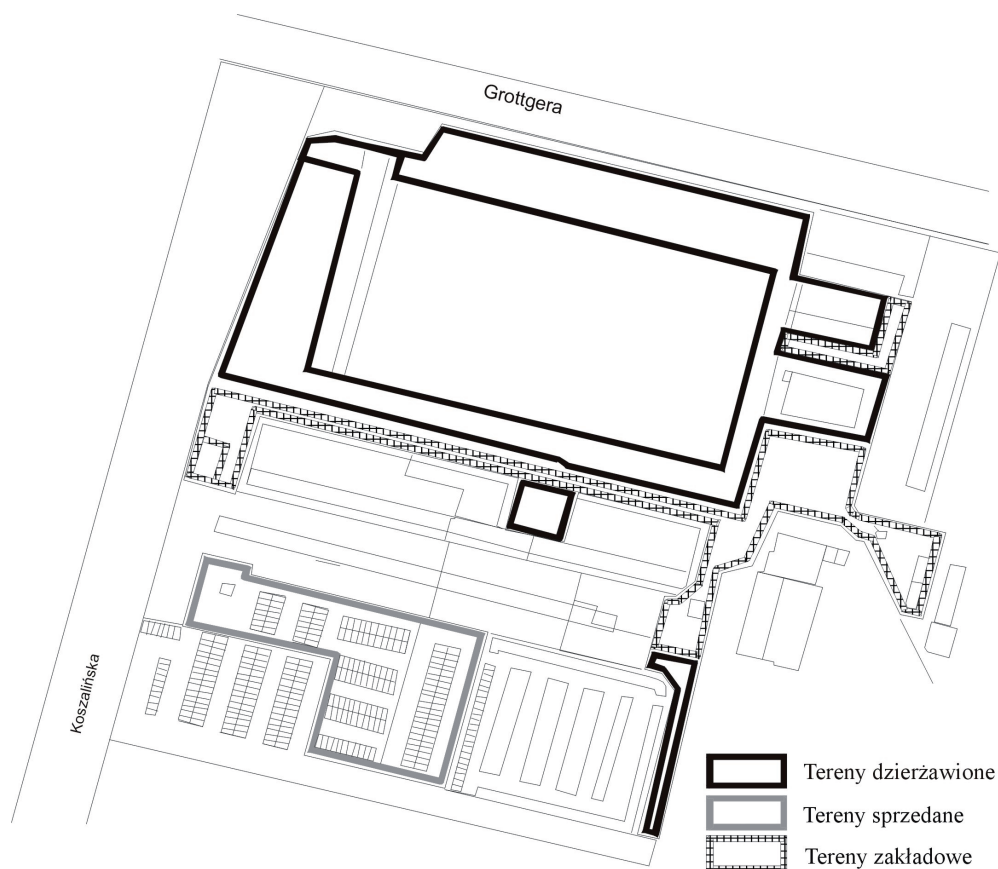 Grottgera
Koszalińska
Tereny dzierżawione
Tereny sprzedane
Tereny zakładowe